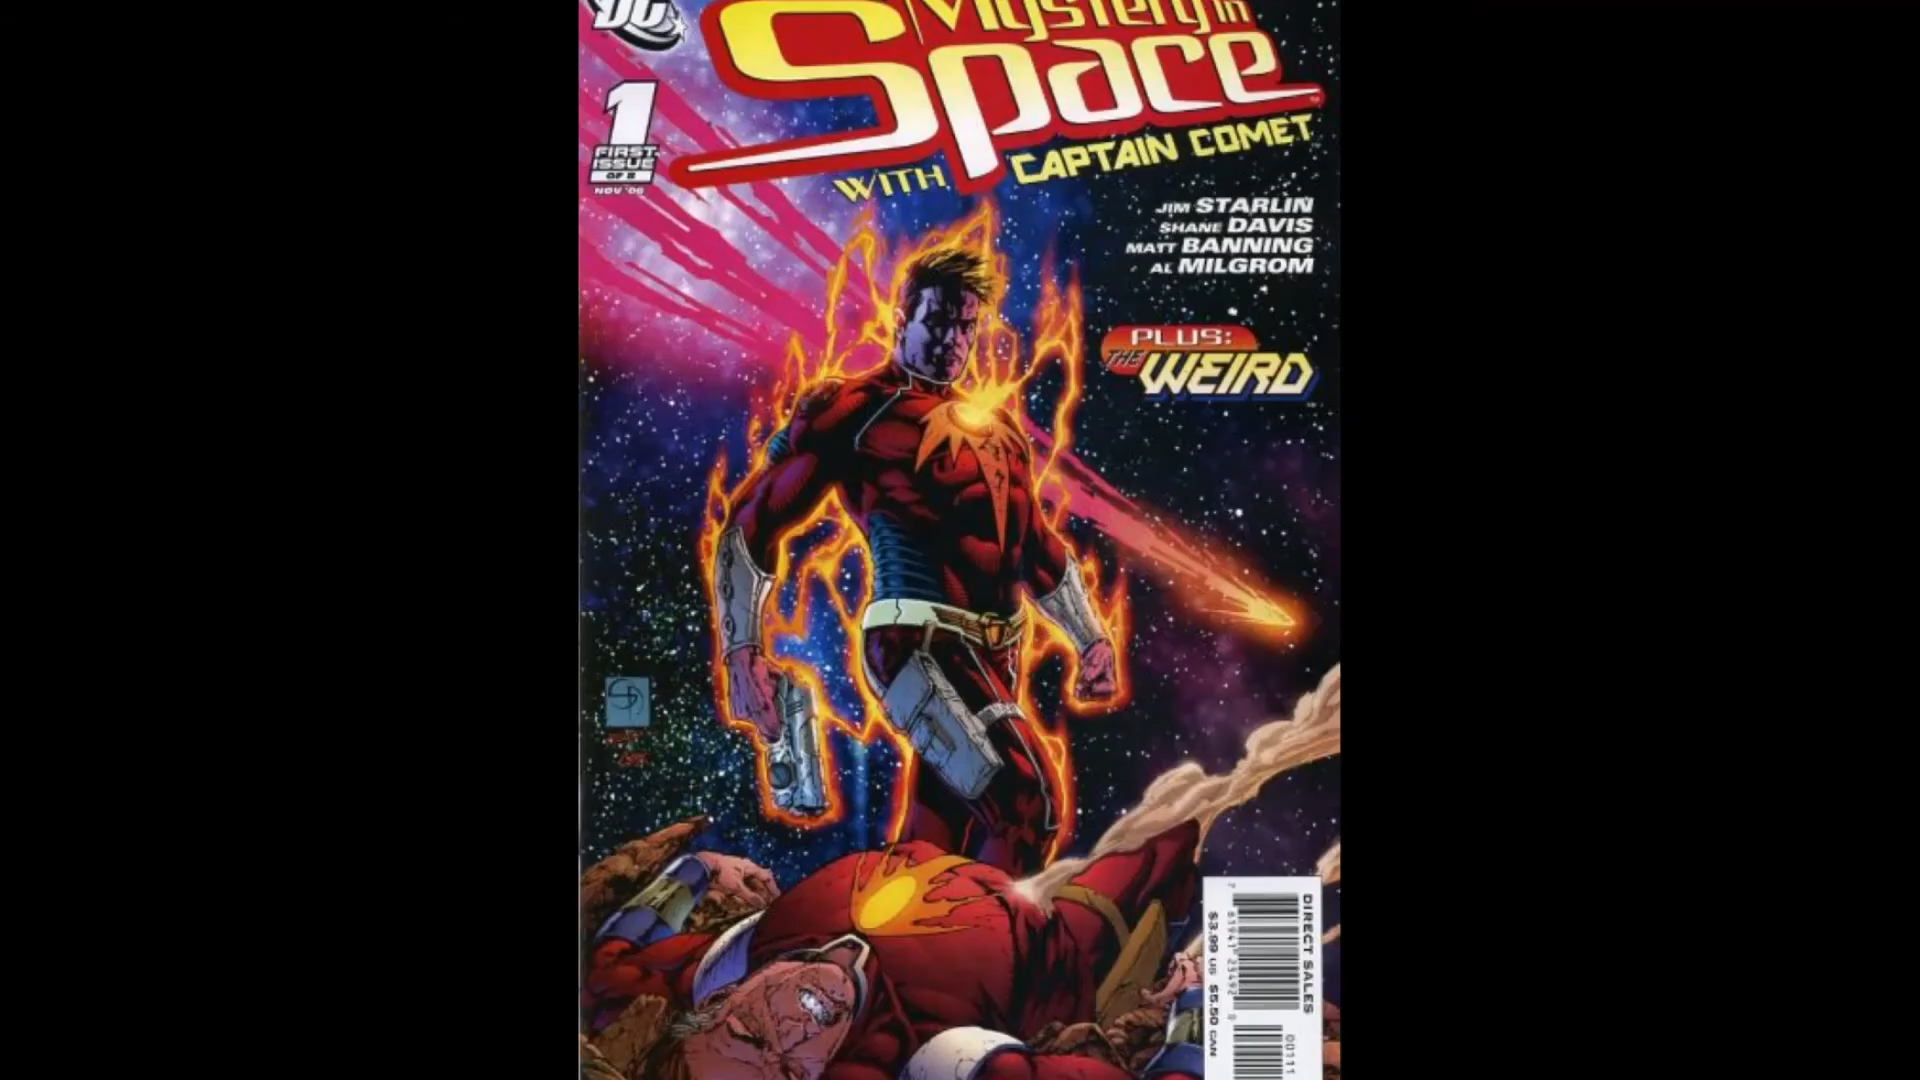 DC
Mystery in
Space
WITH CAPTAIN COMET
1
FIRST
ISSUE
OF 8
NOV '06
JIM STARLIN
SHANE DAVIS
MATT BANNING
AL MILGROM
PLUS:
THE WEIRD
DIRECT SALES
00111
$3.99 US $5.50 CAN